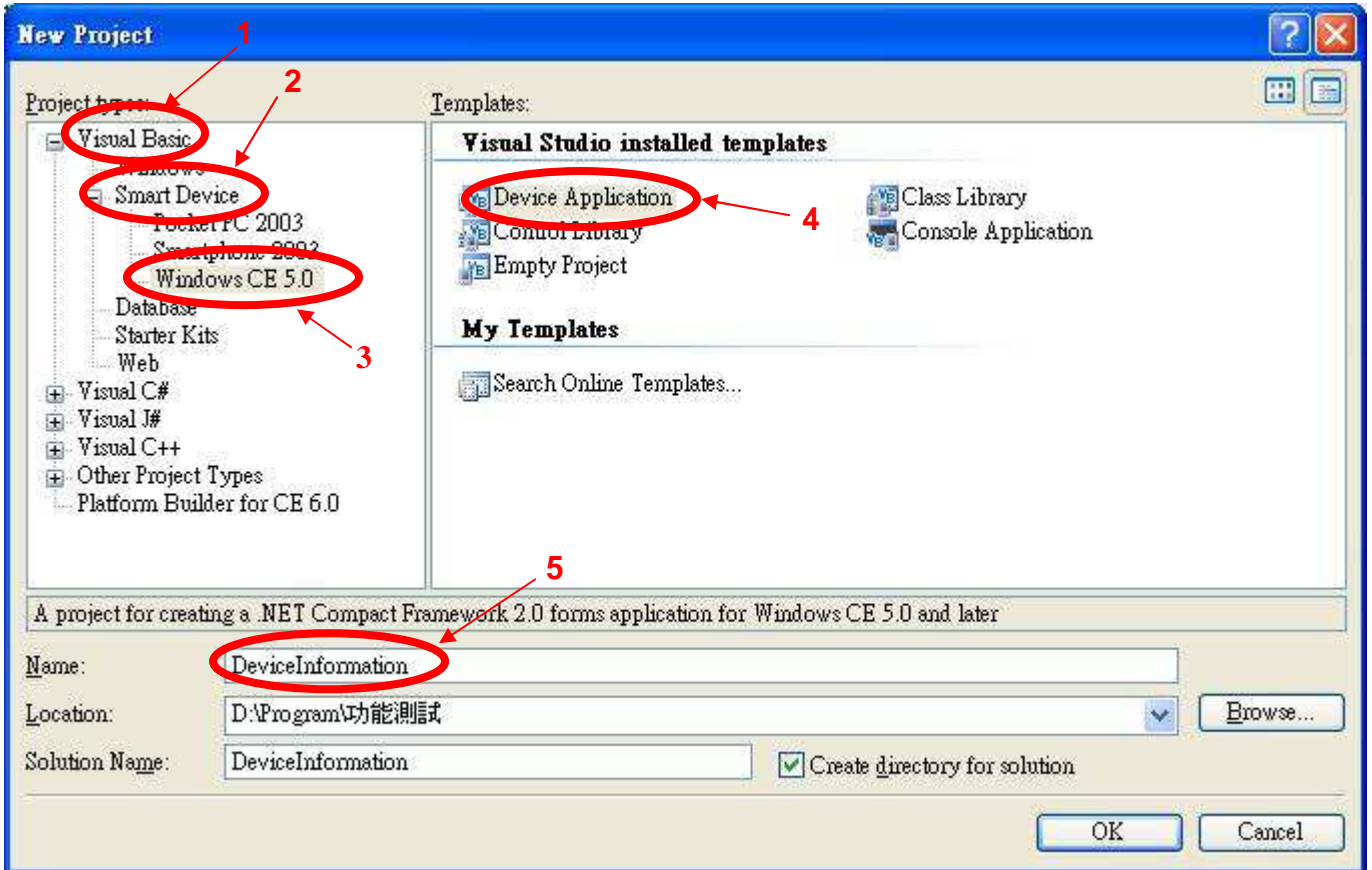 New Project
1
2
Project types:
Templates:
Visual Basic
Windows
Smart Device
Pocket PC 2003
Smartphone 2003
Windows CE 5.0
Database
Starter Kits
Web
Visual C#
Visual J#
Visual C++
Other Project Types
Platform Builder for CE 6.0
3
Visual Studio installed templates
Device Application
Class Library
4
Control Library
Console Application
Empty Project
My Templates
Search Online Templates...
5
A project for creating a .NET Compact Framework 2.0 forms application for Windows CE 5.0 and later
Name: DeviceInformation
Location: D:\Program\功能測試 Browse...
Solution Name: DeviceInformation Create directory for solution
OK Cancel